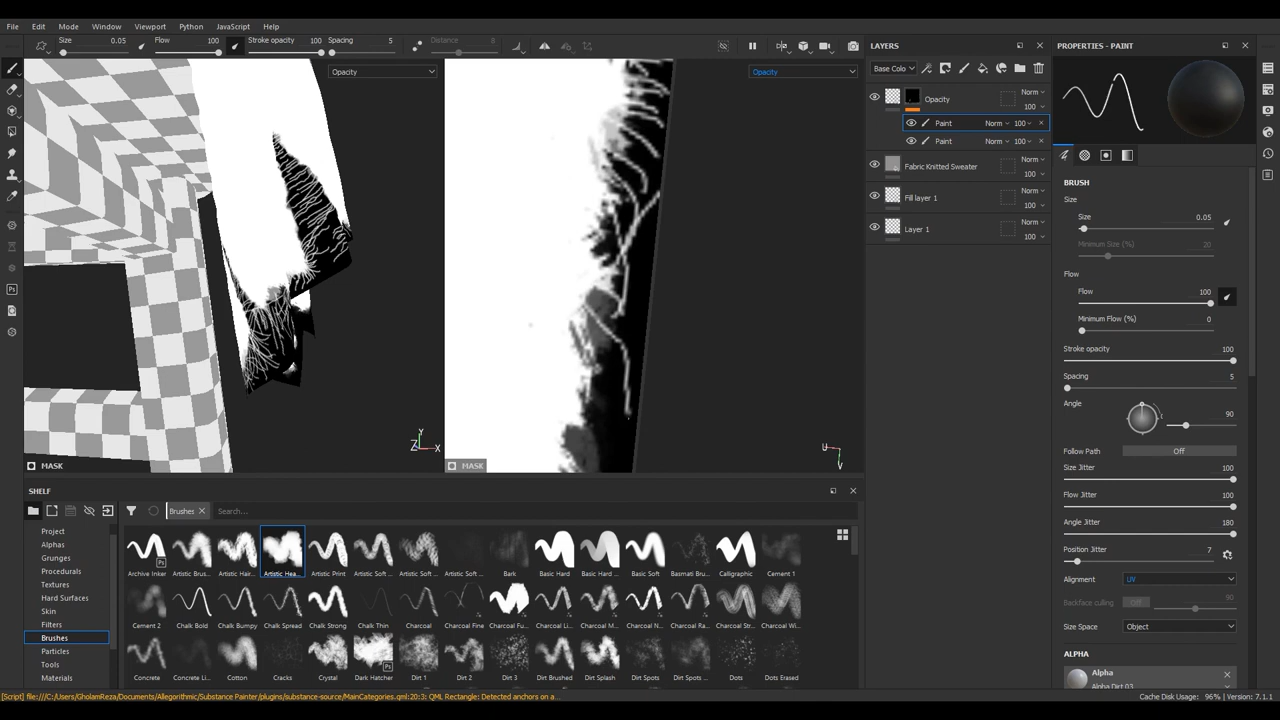 File Edit Mode Window Viewport Python JavaScript Help
Size 0.05 Flow 100 Stroke opacity 100 Spacing 5 Distance 8
Opacity
Opacity
Z Y X
U V
MASK
MASK
LAYERS
Base Colo
Opacity Norm 100
Paint Norm 100
Paint Norm 100
Fabric Knitted Sweater Norm 100
Fill layer 1 Norm 100
Layer 1 Norm 100
PROPERTIES - PAINT
BRUSH
Size
Size 0.05
Minimum Size (%) 20
Flow
Flow 100
Minimum Flow (%) 0
Stroke opacity 100
Spacing 5
Angle 90
Follow Path Off
Size Jitter 100
Flow Jitter 100
Angle Jitter 180
Position Jitter 7
Alignment UV
Backface culling Off 90
Size Space Object
ALPHA
Alpha
Alpha Dirt 03
SHELF
Brushes Search...
Project
Alphas
Grunges
Procedurals
Textures
Hard Surfaces
Skin
Filters
Brushes
Particles
Tools
Materials
Archive Inker Artistic Brus... Artistic Hair... Artistic Hea... Artistic Print Artistic Soft ... Artistic Soft ... Artistic Soft ... Bark Basic Hard Basic Hard ... Basic Soft Basmati Bru... Calligraphic Cement 1
Cement 2 Chalk Bold Chalk Bumpy Chalk Spread Chalk Strong Chalk Thin Charcoal Charcoal Fine Charcoal Fu... Charcoal Li... Charcoal M... Charcoal N... Charcoal Ra... Charcoal Str... Charcoal Wi...
Concrete Concrete Li... Cotton Cracks Crystal Dark Hatcher Dirt 1 Dirt 2 Dirt 3 Dirt Brushed Dirt Splash Dirt Spots Dirt Spots ... Dots Dots Erased
[Script] file:///C:/Users/GholamReza/Documents/Allegorithmic/Substance Painter/plugins/substance-source/MainCategories.qml:20:3: QML Rectangle: Detected anchors on a...
Cache Disk Usage: 96% | Version: 7.1.1